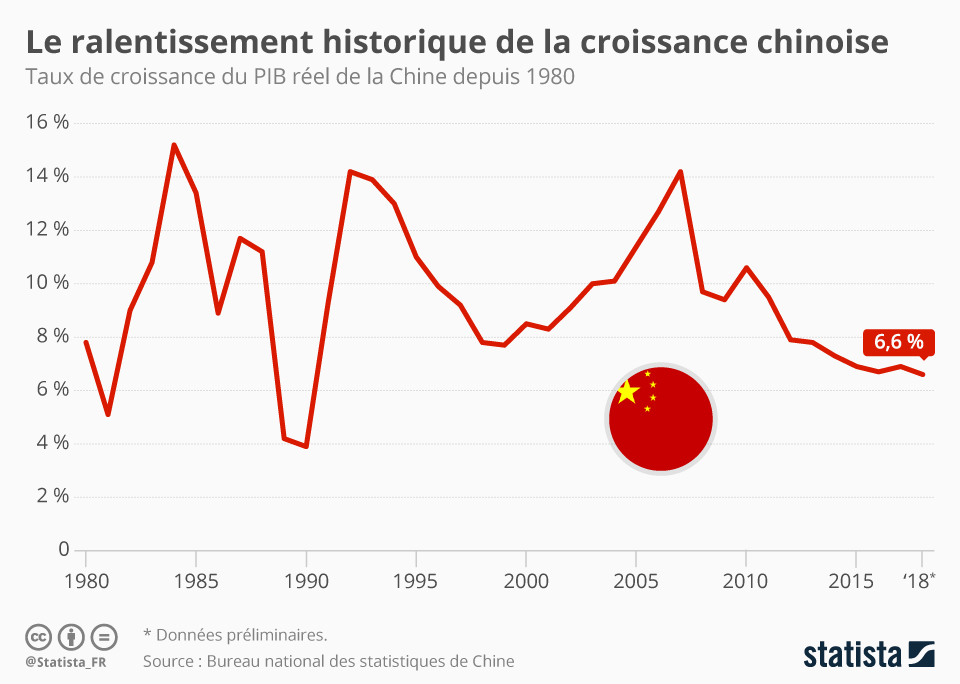 Le ralentissement historique de la croissance chinoise
Taux de croissance du PIB réel de la Chine depuis 1980
16 %
14 %
12 %
10 %
8 %
6 %
4 %
2 %
0
6,6 %
1980 1985 1990 1995 2000 2005 2010 2015 ‘18*
cc
@Statista_FR
* Données préliminaires.
Source : Bureau national des statistiques de Chine
statista